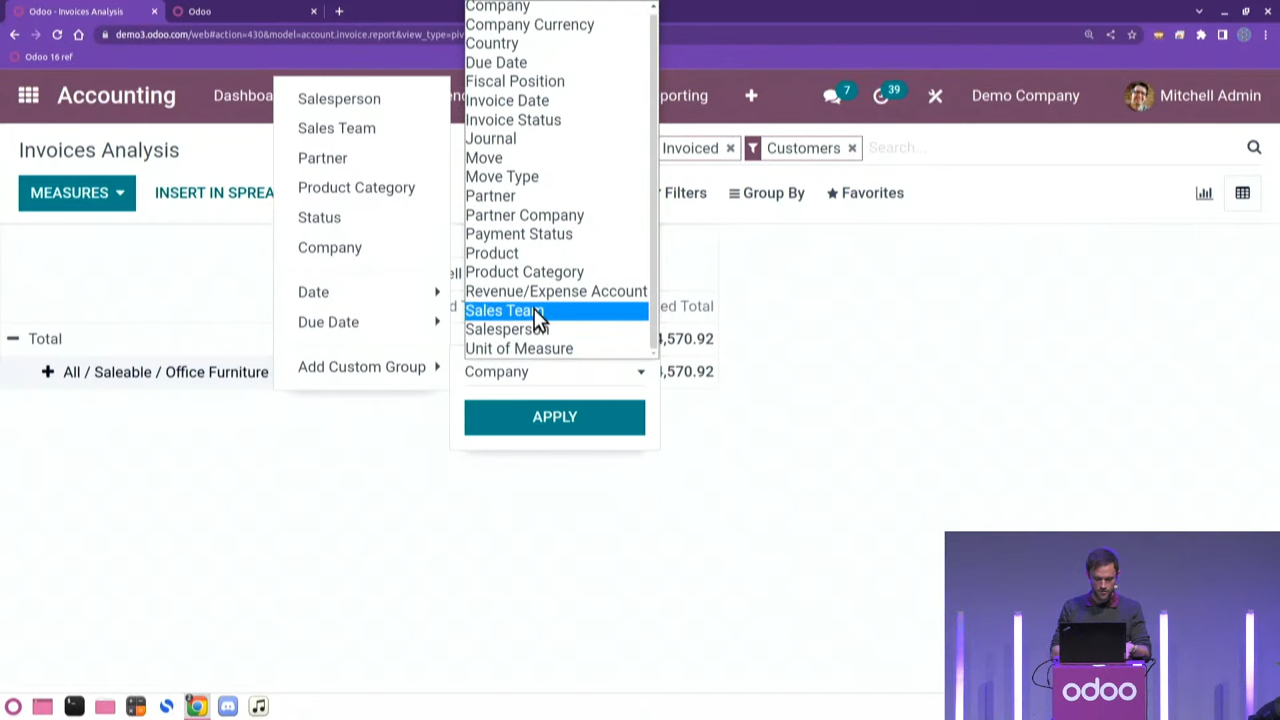 Odoo - Invoices Analysis
Odoo
demo3.odoo.com/web#action=430&model=account.invoice.report&view_type=piv
Odoo 16 ref
Accounting
Dashboa
porting
7
39
Demo Company
Mitchell Admin
Invoices Analysis
Invoiced
Customers
Search...
MEASURES
INSERT IN SPREA
Filters
Group By
Favorites
Salesperson
Sales Team
Partner
Product Category
Status
Company
Date
Due Date
Add Custom Group
Company
Company Currency
Country
Due Date
Fiscal Position
Invoice Date
Invoice Status
Journal
Move
Move Type
Partner
Partner Company
Payment Status
Product
Product Category
Revenue/Expense Account
Sales Team
Salesperson
Unit of Measure
Company
APPLY
ell
ed Total
Total
4,570.92
All / Saleable / Office Furniture
4,570.92
odoo